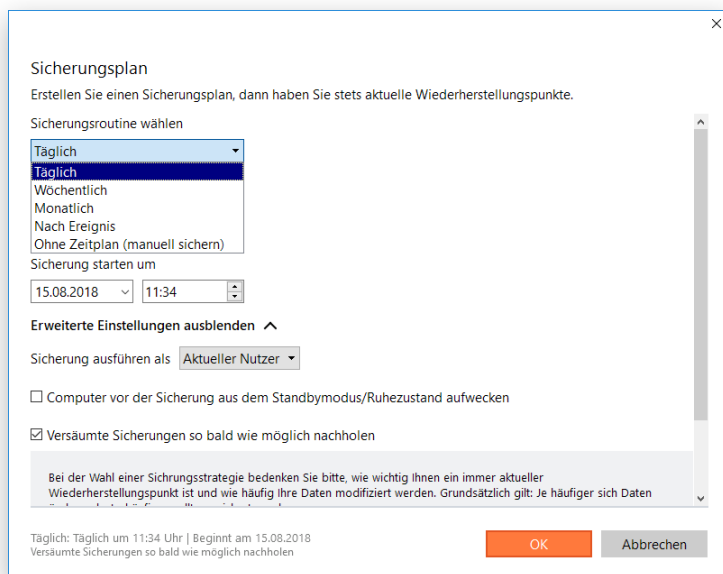 Sicherungsplan
Erstellen Sie einen Sicherungsplan, dann haben Sie stets aktuelle Wiederherstellungspunkte.
Sicherungsroutine wählen
Täglich
Täglich
Wöchentlich
Monatlich
Nach Ereignis
Ohne Zeitplan (manuell sichern)
Sicherung starten um
15.08.2018 11:34
Erweiterte Einstellungen ausblenden
Sicherung ausführen als Aktueller Nutzer
Computer vor der Sicherung aus dem Standbymodus/Ruhezustand aufwecken
Versäumte Sicherungen so bald wie möglich nachholen
Bei der Wahl einer Sichrungsstrategie bedenken Sie bitte, wie wichtig Ihnen ein immer aktueller
Wiederherstellungspunkt ist und wie häufig Ihre Daten modifiziert werden. Grundsätzlich gilt: Je häufiger sich Daten
Täglich: Täglich um 11:34 Uhr | Beginnt am 15.08.2018
Versäumte Sicherungen so bald wie möglich nachholen
OK Abbrechen